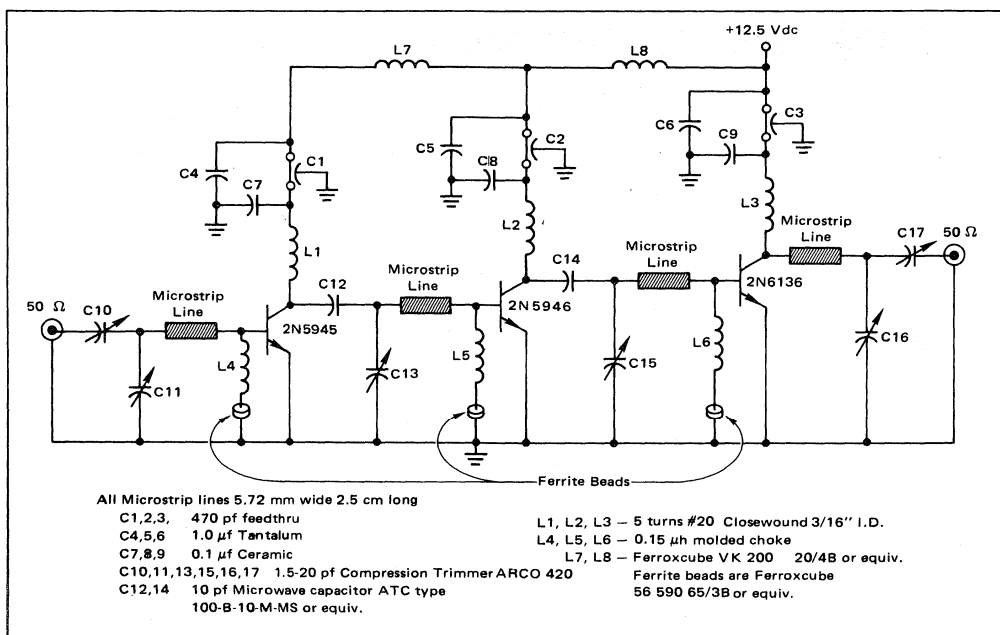 +12.5 Vdc
L7
L8
C4
C1
C7
C5
C2
C8
C6
C3
C9
L1
L2
L3
Microstrip
Line
C17
50 Ω
C14
Microstrip
Line
C12
Microstrip
Line
2N6136
50 Ω
C10
Microstrip
Line
2N5945
2N5946
C11
L4
C13
L5
C15
L6
C16
Ferrite Beads
All Microstrip lines 5.72 mm wide 2.5 cm long
C1,2,3, 470 pf feedthru
C4,5,6 1.0 μf Tantalum
C7,8,9 0.1 μf Ceramic
C10,11,13,15,16,17 1.5-20 pf Compression Trimmer ARCO 420
C12,14 10 pf Microwave capacitor ATC type
100-B-10-M-MS or equiv.
L1, L2, L3 – 5 turns #20 Closewound 3/16″ I.D.
L4, L5, L6 – 0.15 μh molded choke
L7, L8 – Ferroxcube VK 200 20/4B or equiv.
Ferrite beads are Ferroxcube
56 590 65/3B or equiv.